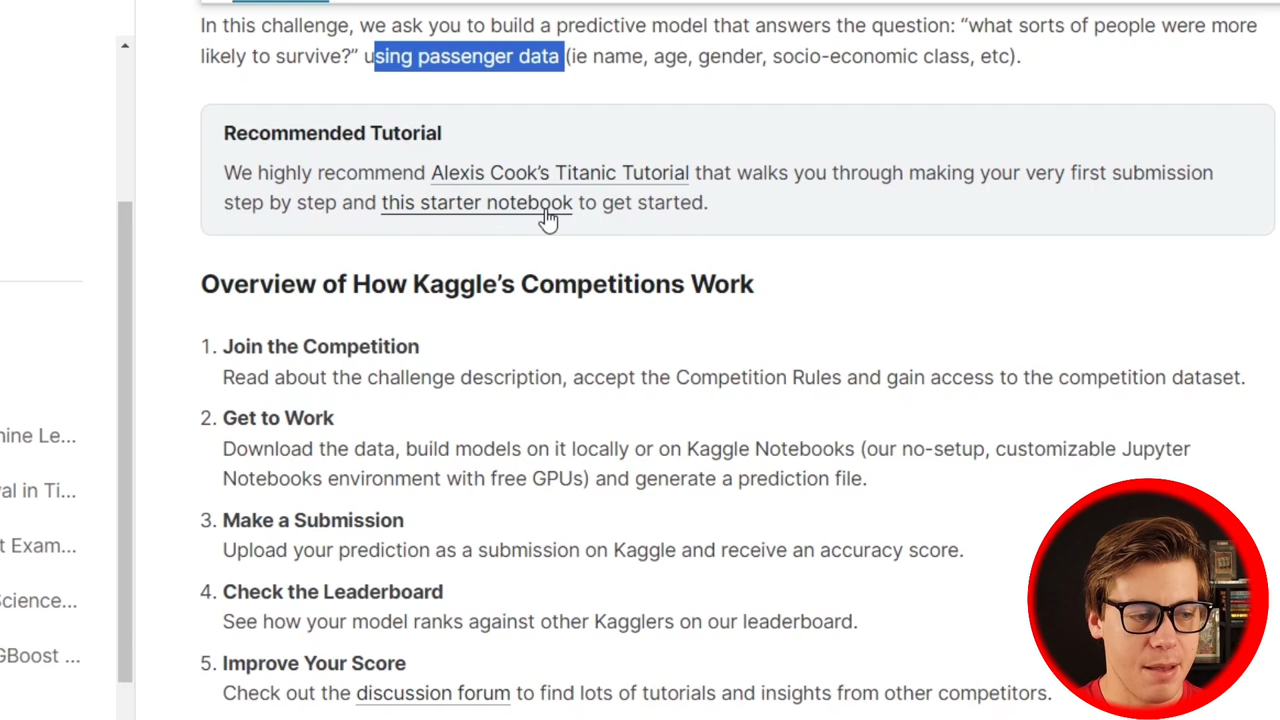 In this challenge, we ask you to build a predictive model that answers the question: “what sorts of people were more
likely to survive?” using passenger data (ie name, age, gender, socio-economic class, etc).
Recommended Tutorial
We highly recommend Alexis Cook’s Titanic Tutorial that walks you through making your very first submission
step by step and this starter notebook to get started.
Overview of How Kaggle’s Competitions Work
1. Join the Competition
Read about the challenge description, accept the Competition Rules and gain access to the competition dataset.
2. Get to Work
Download the data, build models on it locally or on Kaggle Notebooks (our no-setup, customizable Jupyter
Notebooks environment with free GPUs) and generate a prediction file.
3. Make a Submission
Upload your prediction as a submission on Kaggle and receive an accuracy score.
4. Check the Leaderboard
See how your model ranks against other Kagglers on our leaderboard.
5. Improve Your Score
Check out the discussion forum to find lots of tutorials and insights from other competitors.
nine Le...
al in Ti...
t Exam...
Science...
GBoost ...